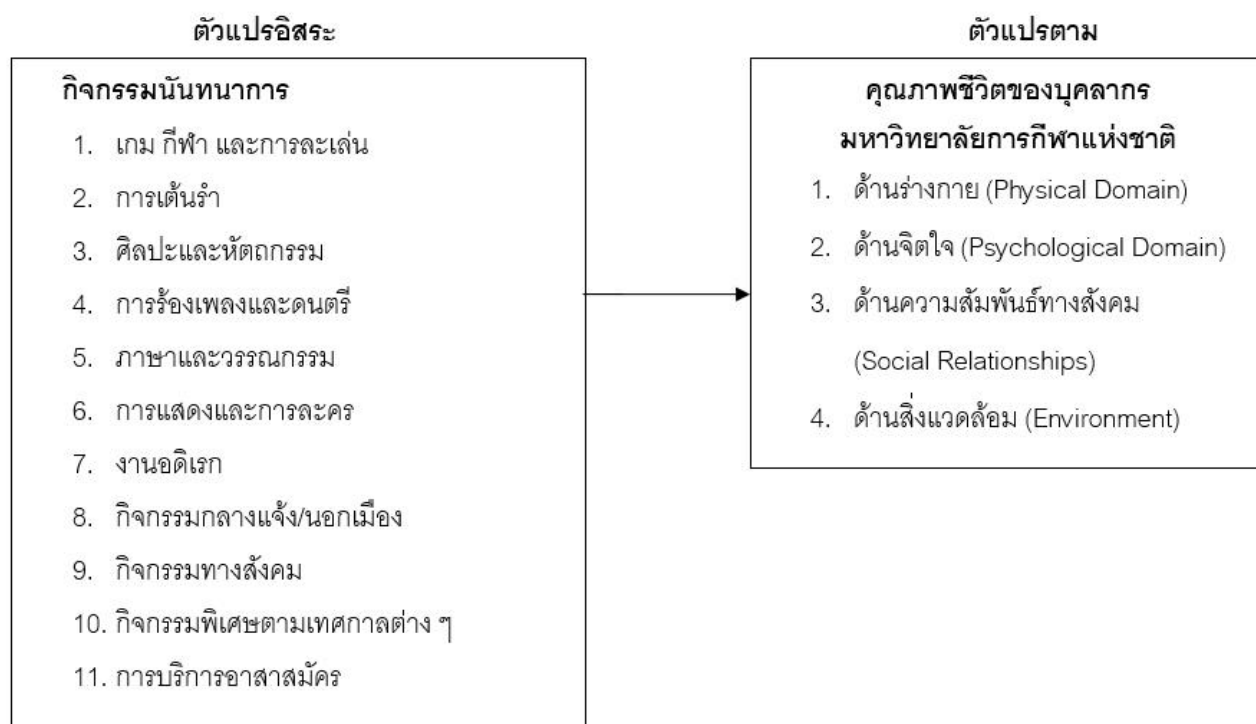 ตัวแปรอิสระ
กิจกรรมนันทนาการ
1. เกม กีฬา และการละเล่น
2. การเต้นรำ
3. ศิลปะและหัตถกรรม
4. การร้องเพลงและดนตรี
5. ภาษาและวรรณกรรม
6. การแสดงและการละคร
7. งานอดิเรก
8. กิจกรรมกลางแจ้ง/นอกเมือง
9. กิจกรรมทางสังคม
10. กิจกรรมพิเศษตามเทศกาลต่าง ๆ
11. การบริการอาสาสมัคร
ตัวแปรตาม
คุณภาพชีวิตของบุคลากร
มหาวิทยาลัยการกีฬาแห่งชาติ
1. ด้านร่างกาย (Physical Domain)
2. ด้านจิตใจ (Psychological Domain)
3. ด้านความสัมพันธ์ทางสังคม
(Social Relationships)
4. ด้านสิ่งแวดล้อม (Environment)